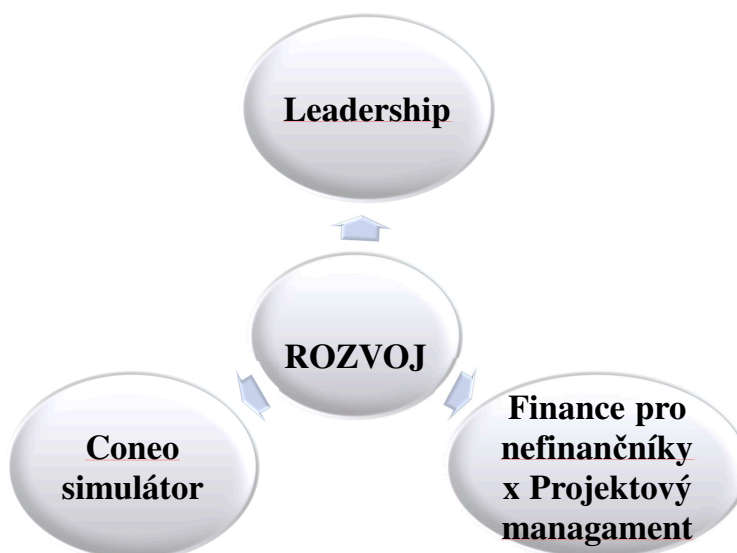 Leadership
ROZVOJ
Coneo
simulátor
Finance pro
nefinančníky
x Projektový
managament